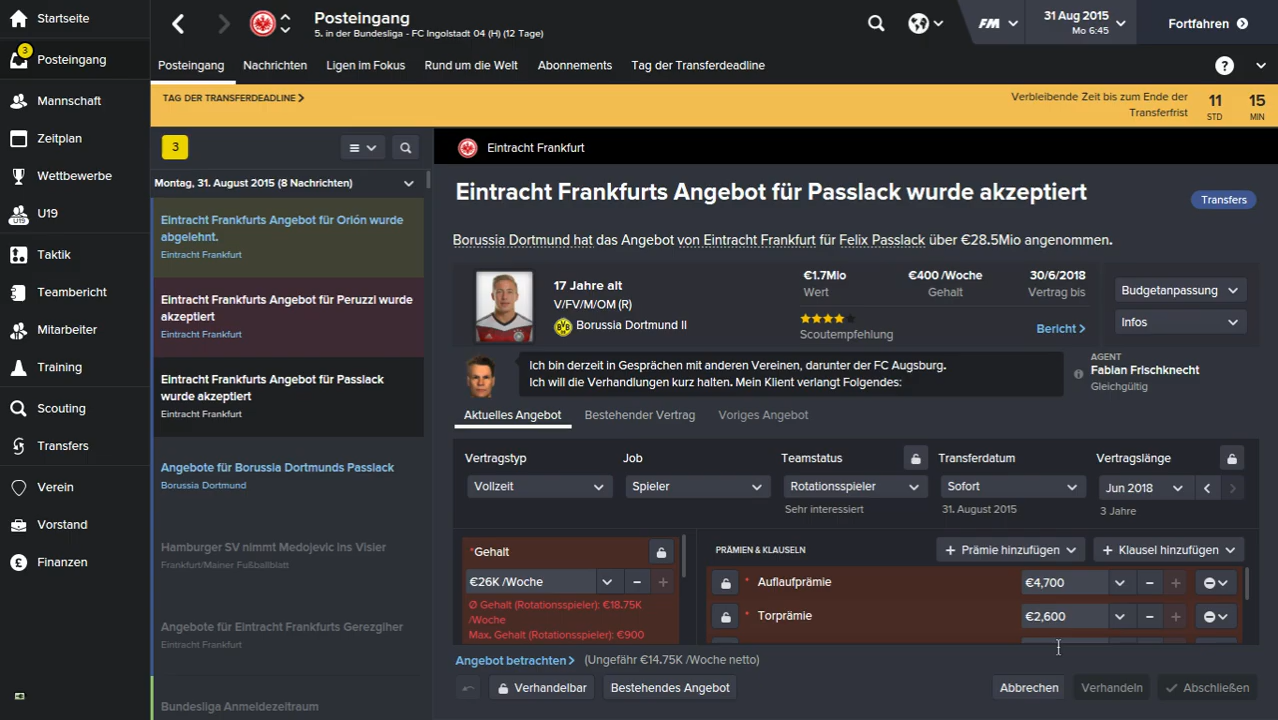 Startseite
3
Posteingang
Mannschaft
Zeitplan
Wettbewerbe
U19
Taktik
Teambericht
Mitarbeiter
Training
Scouting
Transfers
Verein
Vorstand
Finanzen
Posteingang
5. in der Bundesliga - FC Ingolstadt 04 (H) (12 Tage)
FM
31 Aug 2015
Mo 6:45
Fortfahren
Posteingang
Nachrichten
Ligen im Fokus
Rund um die Welt
Abonnements
Tag der Transferdeadline
?
TAG DER TRANSFERDEADLINE
Verbleibende Zeit bis zum Ende der
Transferfrist
11
STD
15
MIN
3
Montag, 31. August 2015 (8 Nachrichten)
Eintracht Frankfurts Angebot für Orión wurde
abgelehnt.
Eintracht Frankfurt
Eintracht Frankfurts Angebot für Peruzzi wurde
akzeptiert
Eintracht Frankfurt
Eintracht Frankfurts Angebot für Passlack
wurde akzeptiert
Eintracht Frankfurt
Angebote für Borussia Dortmunds Passlack
Borussia Dortmund
Hamburger SV nimmt Medojevic ins Visier
Frankfurt/Mainer Fußballblatt
Angebote für Eintracht Frankfurts Gerezgiher
Eintracht Frankfurt
Bundesliga Anmeldezeitraum
Eintracht Frankfurt
Eintracht Frankfurts Angebot für Passlack wurde akzeptiert
Transfers
Borussia Dortmund hat das Angebot von Eintracht Frankfurt für Felix Passlack über €28.5Mio angenommen.
17 Jahre alt
V/FV/M/OM (R)
Borussia Dortmund II
€1.7Mio
Wert
€400 /Woche
Gehalt
30/6/2018
Vertrag bis
Scoutempfehlung
Bericht
Budgetanpassung
Infos
Ich bin derzeit in Gesprächen mit anderen Vereinen, darunter der FC Augsburg.
Ich will die Verhandlungen kurz halten. Mein Klient verlangt Folgendes:
AGENT
Fabian Frischknecht
Gleichgültig
Aktuelles Angebot
Bestehender Vertrag
Voriges Angebot
Vertragstyp
Job
Teamstatus
Transferdatum
Vertragslänge
Vollzeit
Spieler
Rotationsspieler
Sofort
Jun 2018
Sehr interessiert
31. August 2015
3 Jahre
*Gehalt
€26K /Woche
Ø Gehalt (Rotationsspieler): €18.75K
/Woche
Max. Gehalt (Rotationsspieler): €900
PRÄMIEN & KLAUSELN
+ Prämie hinzufügen
+ Klausel hinzufügen
* Auflaufprämie
€4,700
* Torprämie
€2,600
Angebot betrachten
(Ungefähr €14.75K /Woche netto)
Verhandelbar
Bestehendes Angebot
Abbrechen
Verhandeln
Abschließen